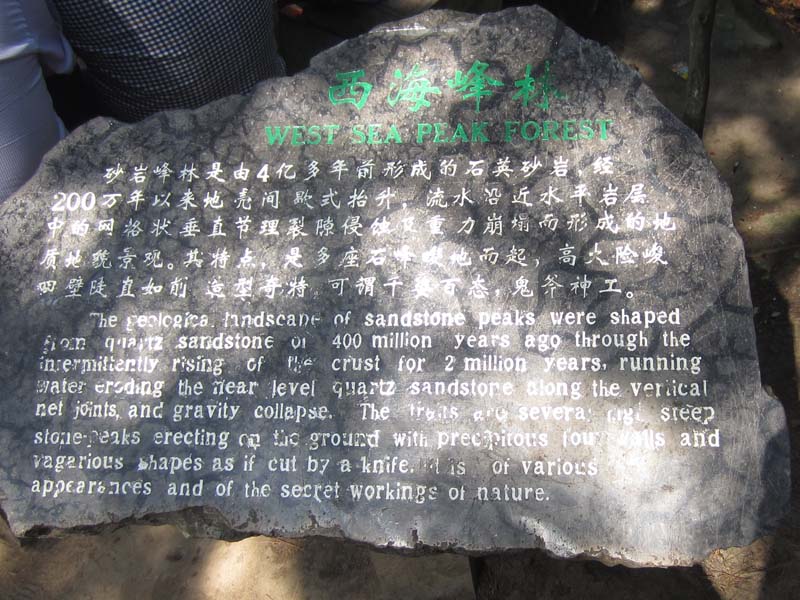 西海峰林
WEST SEA PEAK FOREST
砂岩峰林是由4亿多年前形成的石英砂岩,经
200万年以来地壳间歇式抬升,流水沿近水平岩层
中的网格状垂直节理裂隙侵蚀及重力崩塌而形成的地
质地貌景观。其特点,是多座石峰拔地而起,高大险峻
四壁陡直如削 造型奇特 可谓千姿百态,鬼斧神工。
The geological landscape of sandstone peaks were shaped
from quartz sandstone of 400 million years ago through the
intermittently rising of the crust for 2 million years, running
water eroding the near level quartz sandstone along the vertical
net joints, and gravity collapse. The traits are several steep
stone-peaks erecting on the ground with precipitous four walls and
vagarious shapes as if cut by a knife. is of various
appearances and of the secret workings of nature.